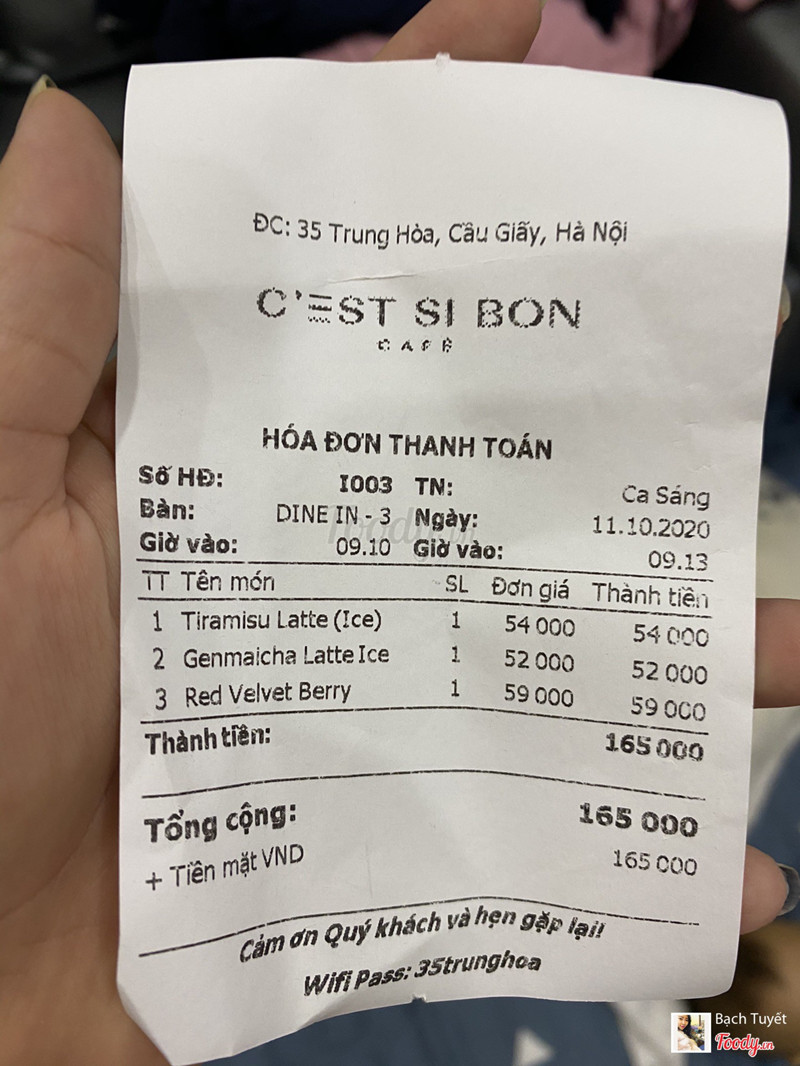 ĐC: 35 Trung Hòa, Cầu Giấy, Hà Nội
C'EST SI BON
CAFÉ
HÓA ĐƠN THANH TOÁN
Số HĐ: I003 TN: Ca Sáng
Bàn: DINE IN - 3 Ngày: 11.10.2020
Giờ vào: 09.10 Giờ vào: 09.13
TT Tên món SL Đơn giá Thành tiền
1 Tiramisu Latte (Ice) 1 54 000 54 000
2 Genmaicha Latte Ice 1 52 000 52 000
3 Red Velvet Berry 1 59 000 59 000
Thành tiền: 165 000
Tổng cộng: 165 000
+ Tiền mặt VND 165 000
Cảm ơn Quý khách và hẹn gặp lại!
Wifi Pass: 35trunghoa
Foody.vn
Bạch Tuyết
Foody.vn